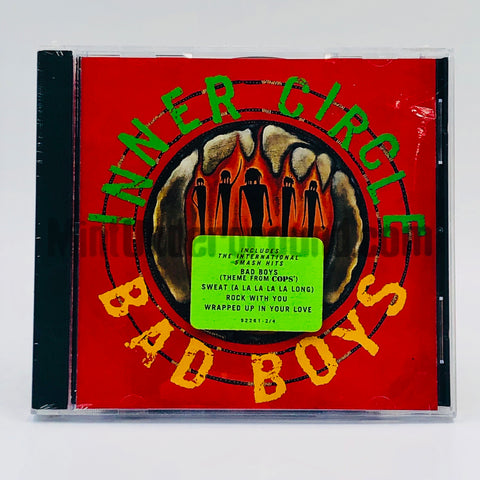 INNER CIRCLE
INCLUDES
THE INTERNATIONAL
SMASH HITS
BAD BOYS
(THEME FROM COPS')
SWEAT (A LA LA LA LA LONG)
ROCK WITH YOU
WRAPPED UP IN YOUR LOVE
92261-2/4
BAD BOYS